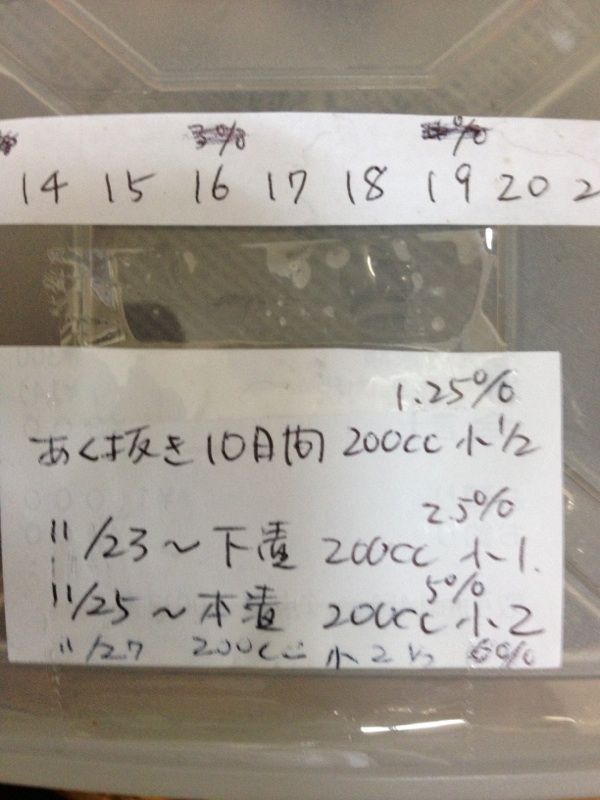 3%
14 15 16 17 18 19 20 2
1.25%
あく抜き10日間 200cc 小1/2
2.5%
11/23〜下漬 200cc 小1.
5%
11/25〜本漬 200cc 小2
11/27 200cc 小2½ 6%